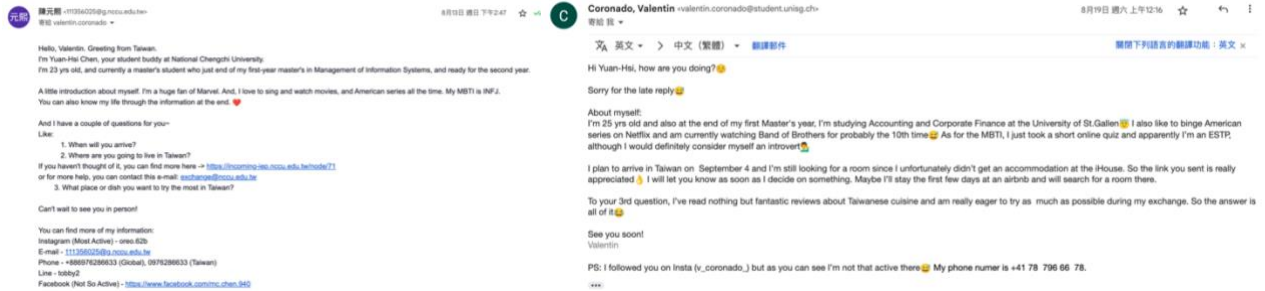 元熙
陳元熙 <111356025@g.nccu.edu.tw>
寄給 valentin.coronado
8月13日 週日 下午2:47
Hello, Valentin. Greeting from Taiwan.
I'm Yuan-Hsi Chen, your student buddy at National Chengchi University.
I'm 23 yrs old, and currently a master's student who just end of my first-year master's in Management of Information Systems, and ready for the second year.
A little introduction about myself. I'm a huge fan of Marvel. And, I love to sing and watch movies, and American series all the time. My MBTI is INFJ.
You can also know my life through the information at the end. ❤️
And I have a couple of questions for you~
Like:
1. When will you arrive?
2. Where are you going to live in Taiwan?
If you haven't thought of it, you can find more here -> https://incoming-iep.nccu.edu.tw/node/71
or for more help, you can contact this e-mail: exchange@nccu.edu.tw
3. What place or dish you want to try the most in Taiwan?
Can't wait to see you in person!
You can find more of my information:
Instagram (Most Active) - oreo.62b
E-mail - 111356025@g.nccu.edu.tw
Phone - +886976286633 (Global), 0976286633 (Taiwan)
Line - tobby2
Facebook (Not So Active) - https://www.facebook.com/mc.chen.940
C
Coronado, Valentin <valentin.coronado@student.unisg.ch>
寄給 我
8月19日 週六 上午12:16
英文 > 中文（繁體） 翻譯郵件
關閉下列語言的翻譯功能：英文 ×
Hi Yuan-Hsi, how are you doing?😊
Sorry for the late reply😅
About myself:
I'm 25 yrs old and also at the end of my first Master's year, I'm studying Accounting and Corporate Finance at the University of St.Gallen😇 I also like to binge American
series on Netflix and am currently watching Band of Brothers for probably the 10th time😅 As for the MBTI, I just took a short online quiz and apparently I'm an ESTP,
although I would definitely consider myself an introvert🤷‍♂️
I plan to arrive in Taiwan on September 4 and I'm still looking for a room since I unfortunately didn't get an accommodation at the iHouse. So the link you sent is really
appreciated👌 I will let you know as soon as I decide on something. Maybe I'll stay the first few days at an airbnb and will search for a room there.
To your 3rd question, I've read nothing but fantastic reviews about Taiwanese cuisine and am really eager to try as much as possible during my exchange. So the answer is
all of it😂
See you soon!
Valentin
PS: I followed you on Insta (v_coronado_) but as you can see I'm not that active there😅 My phone numer is +41 78 796 66 78.